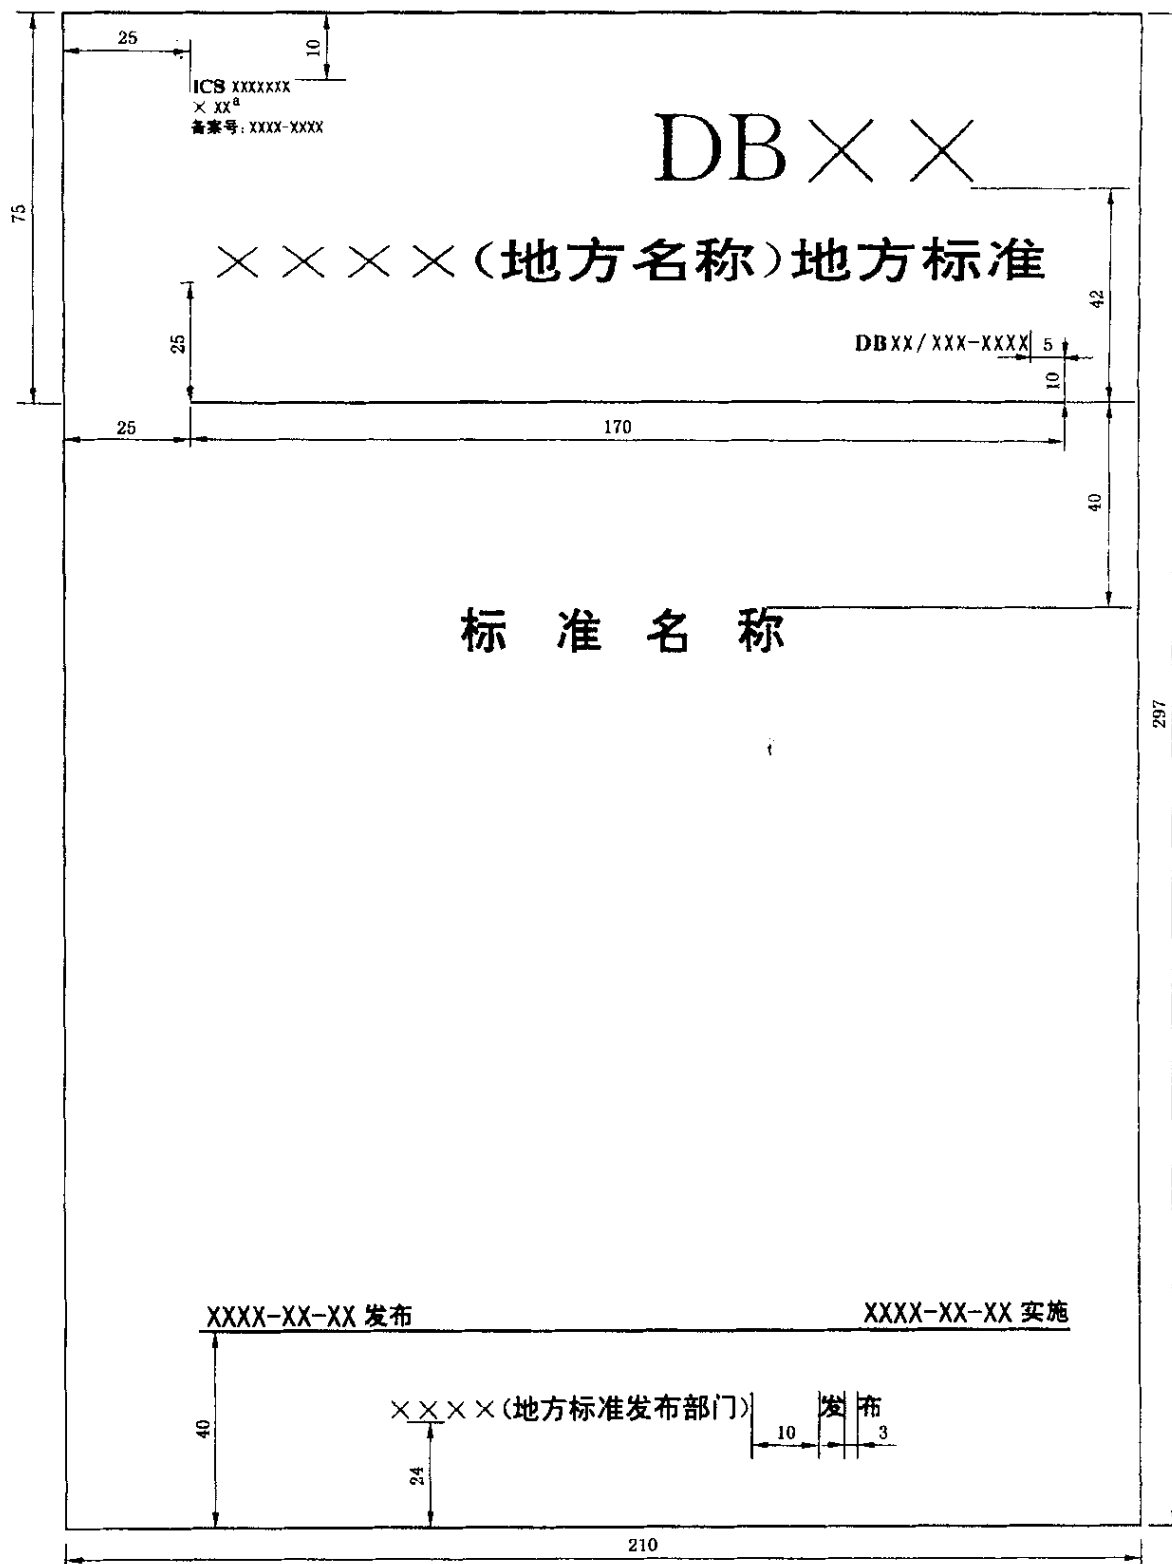 25
10
ICS XXXXXXX
× XXª
备案号:XXXX-XXXX
DB××
75
××××(地方名称)地方标准
42
25
DBXX/XXX-XXXX
5
10
25
170
40
标准名称
297
XXXX-XX-XX 发布
XXXX-XX-XX 实施
××××(地方标准发布部门)
发布
40
10
3
24
210